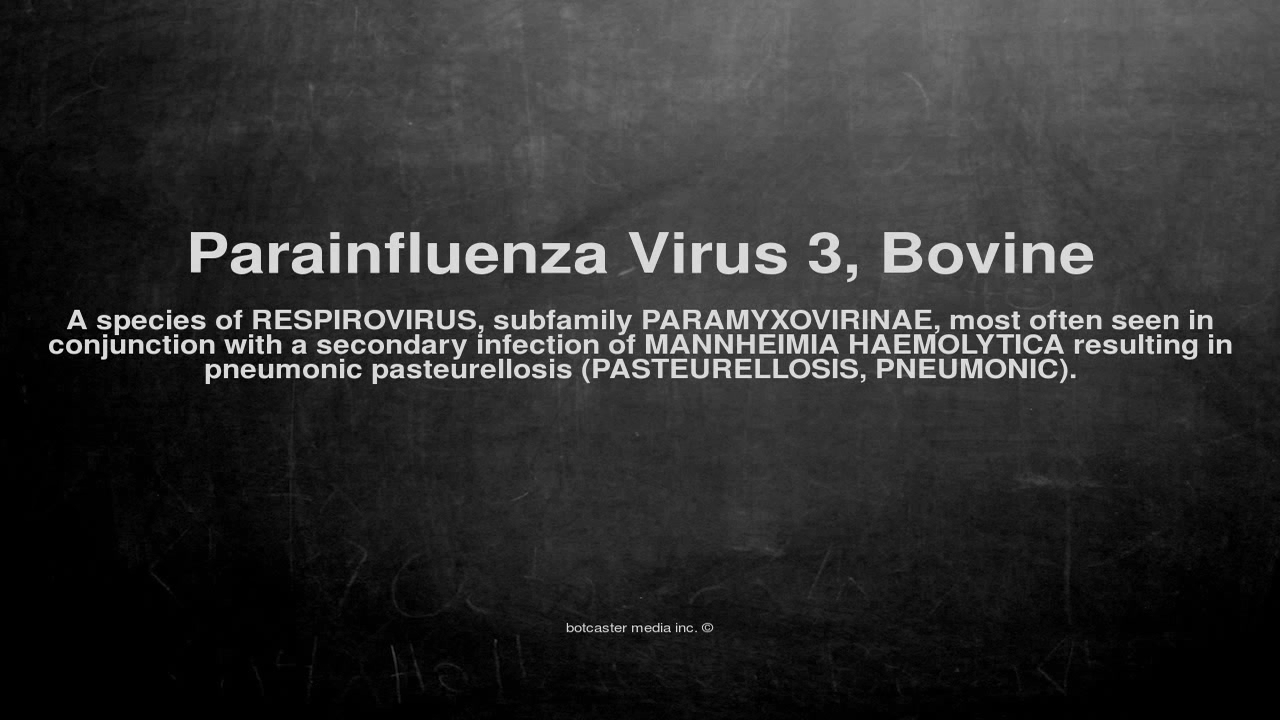 Parainfluenza Virus 3, Bovine
A species of RESPIROVIRUS, subfamily PARAMYXOVIRINAE, most often seen in
conjunction with a secondary infection of MANNHEIMIA HAEMOLYTICA resulting in
pneumonic pasteurellosis (PASTEURELLOSIS, PNEUMONIC).
botcaster media inc. ©